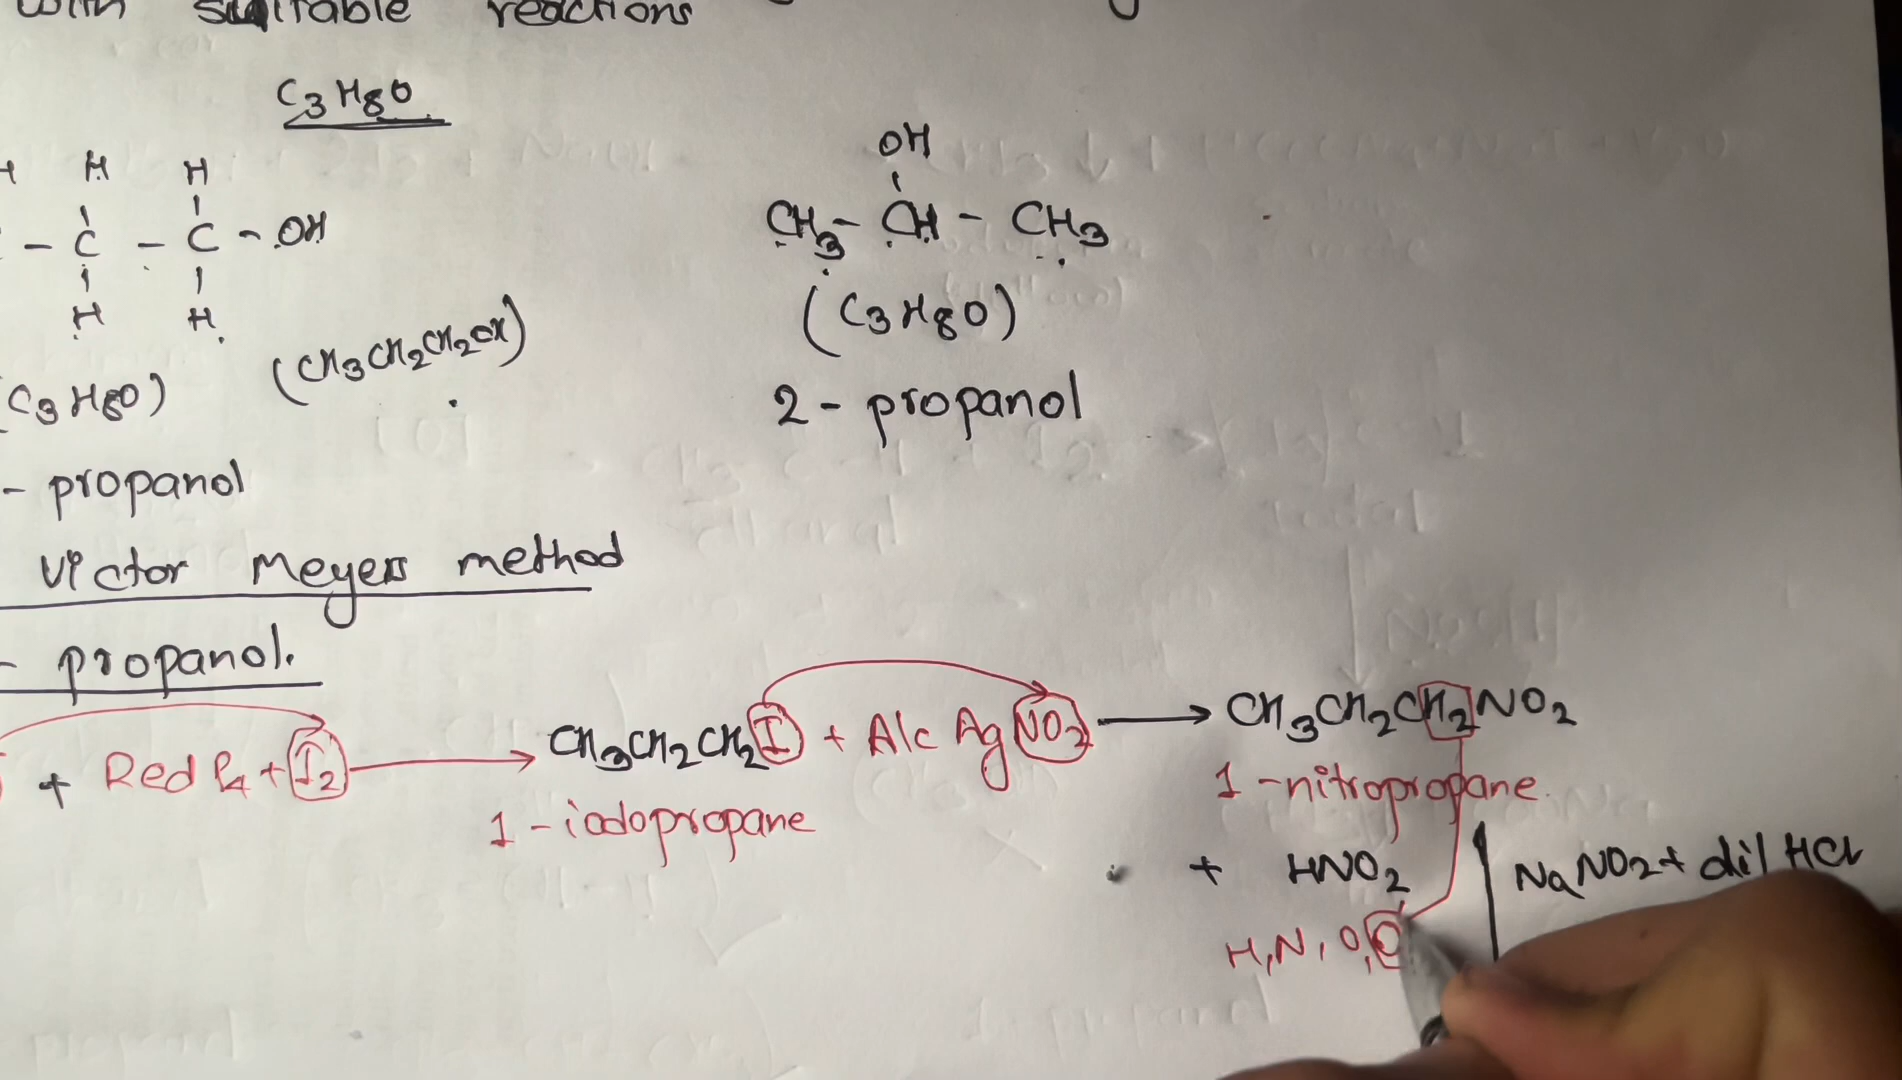 with suitable reactions
C3H8O
H H
OH
- C - C - OH
CH3 - CH - CH3
H H
(C3H8O)
(CH3CH2CH2OH)
C3H8O)
2 - propanol
- propanol
Victor Meyers method
- propanol.
+ Red P4 + I2 → CH3CH2CH2I + Alc AgNO2 → CH3CH2CH2NO2
1 - iodopropane
1 - nitropropane.
+ HNO2
NaNO2 + dil HCl
H, N, O, O